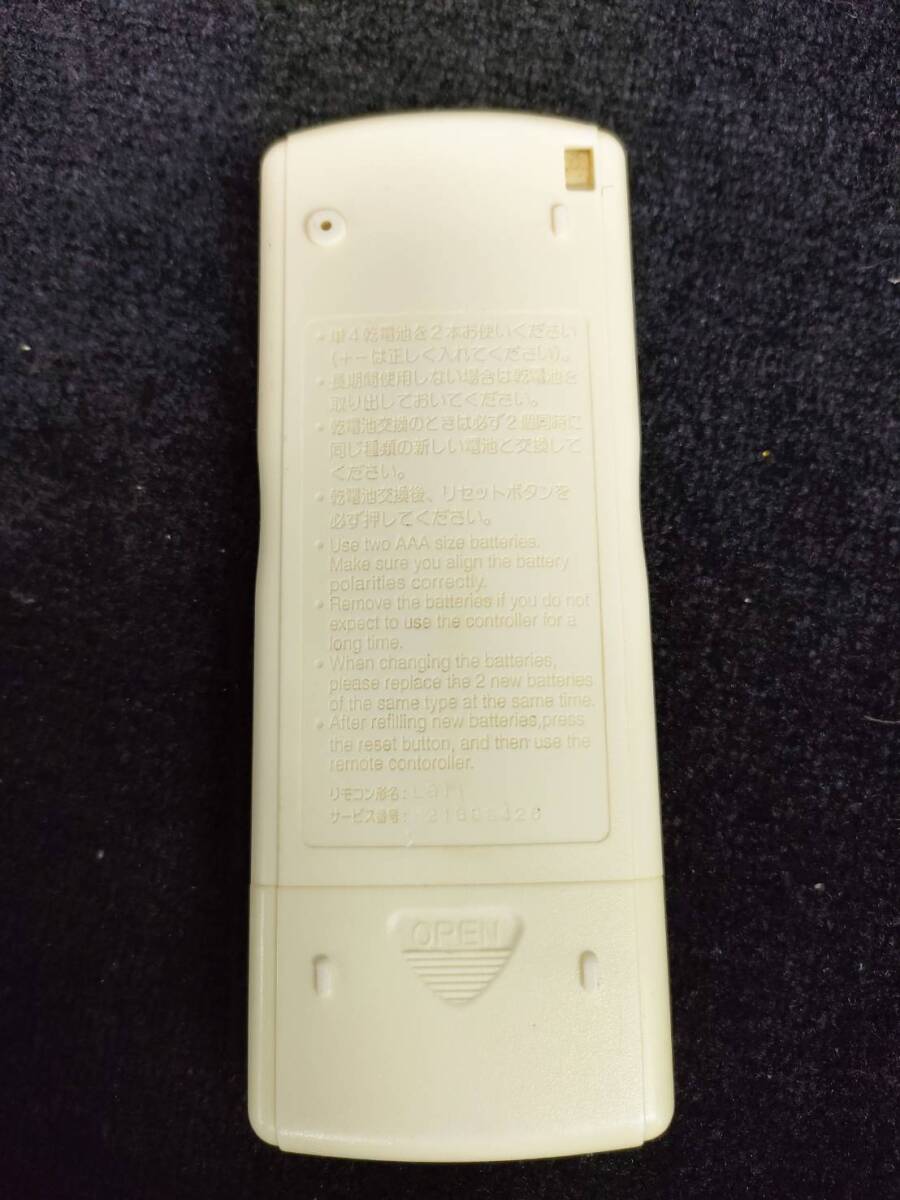 • 単4乾電池を2本お使いください
(+−は正しく入れてください)。
• 長期間使用しない場合は乾電池を
取り出しておいてください。
• 乾電池交換のときは必ず2個同時に
同じ種類の新しい電池と交換して
ください。
• 乾電池交換後、リセットボタンを
必ず押してください。
• Use two AAA size batteries.
Make sure you align the battery
polarities correctly.
• Remove the batteries if you do not
expect to use the controller for a
long time.
• When changing the batteries,
please replace the 2 new batteries
of the same type at the same time.
• After refilling new batteries,press
the reset button, and then use the
remote contoroller.
リモコン形名:
サービス番号:
OPEN